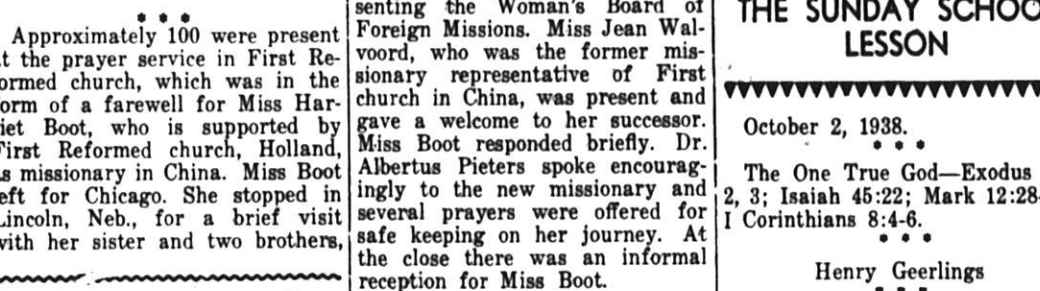 Approximately 100 were present
t the prayer service in First Re-
ormed church, which was in the
orm of a farewell for Miss Har-
iet Boot, who is supported by
First Reformed church, Holland,
s missionary in China. Miss Boot
eft for Chicago. She stopped in
Lincoln, Neb., for a brief visit
with her sister and two brothers,
senting the Woman's Board of
Foreign Missions. Miss Jean Wal-
voord, who was the former mis-
sionary representative of First
church in China, was present and
gave a welcome to her successor.
Miss Boot responded briefly. Dr.
Albertus Pieters spoke encourag-
ingly to the new missionary and
several prayers were offered for
safe keeping on her journey. At
the close there was an informal
reception for Miss Boot.
THE SUNDAY SCHOO
LESSON
October 2, 1938.
The One True God—Exodus
2, 3; Isaiah 45:22; Mark 12:28-
I Corinthians 8:4-6.
Henry Geerlings